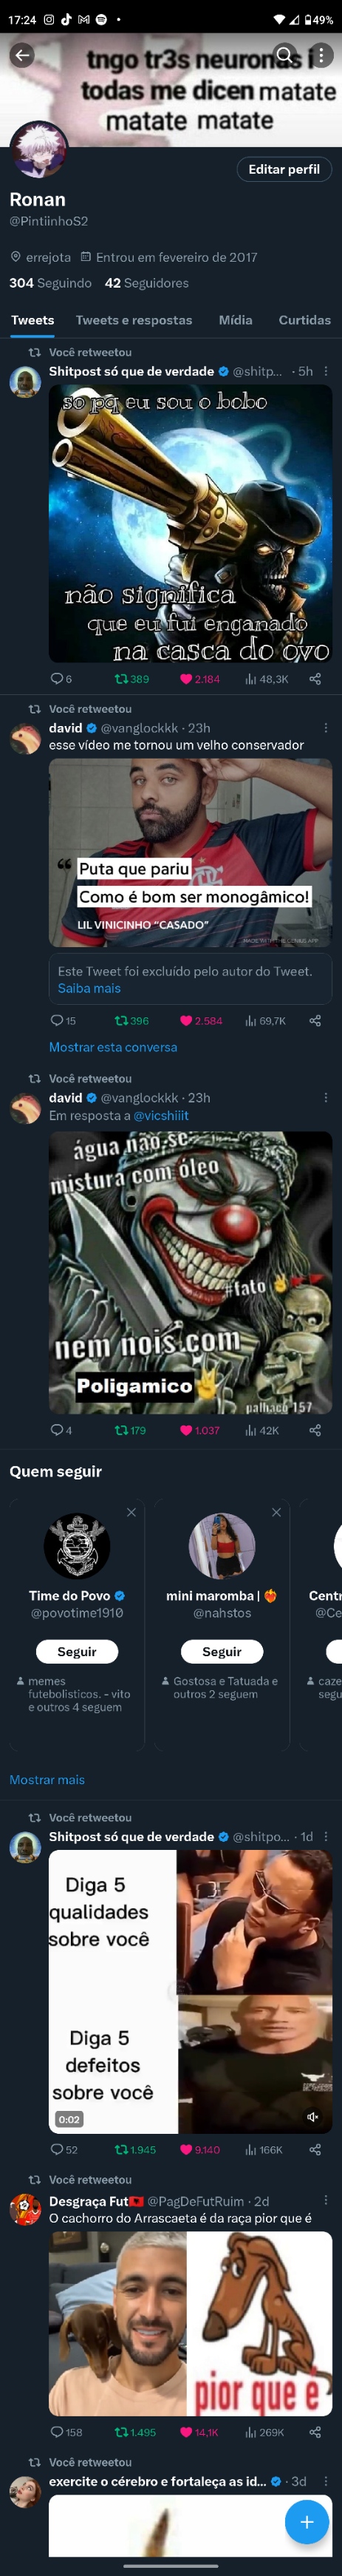 17:24
49%
tngo tr3s neuronas i
todas me dicen matate
matate matate
Editar perfil
Ronan
@PintiinhoS2
errejota Entrou em fevereiro de 2017
304 Seguindo 42 Seguidores
Tweets Tweets e respostas Mídia Curtidas
Você retweetou
Shitpost só que de verdade @shitp... · 5h
so pq eu sou o bobo
não significa
que eu fui enganado
na casca do ovo
6 389 2.184 48,3K
Você retweetou
david @vanglockkk · 23h
esse vídeo me tornou um velho conservador
“ Puta que pariu
Como é bom ser monogâmico!
LIL VINICINHO “CASADO”
Este Tweet foi excluído pelo autor do Tweet.
Saiba mais
15 396 2.584 69,7K
Mostrar esta conversa
Você retweetou
david @vanglockkk · 23h
Em resposta a @vicshiiit
água não se
mistura com óleo
#fato
nem nois.com
Poligamico
palhaço 157
4 179 1.037 42K
Quem seguir
Time do Povo
@povotime1910
Seguir
memes
futebolisticos. - vito
e outros 4 seguem
mini maromba |
@nahstos
Seguir
Gostosa e Tatuada e
outros 2 seguem
Centr
@Ce
caze
segu
Mostrar mais
Você retweetou
Shitpost só que de verdade @shitpo... · 1d
Diga 5
qualidades
sobre você
Diga 5
defeitos
sobre você
0:02
52 1.945 9.140 166K
Você retweetou
Desgraça Fut @PagDeFutRuim · 2d
O cachorro do Arrascaeta é da raça pior que é
pior que é
158 1.495 14,1K 269K
Você retweetou
exercite o cérebro e fortaleça as id... · 3d